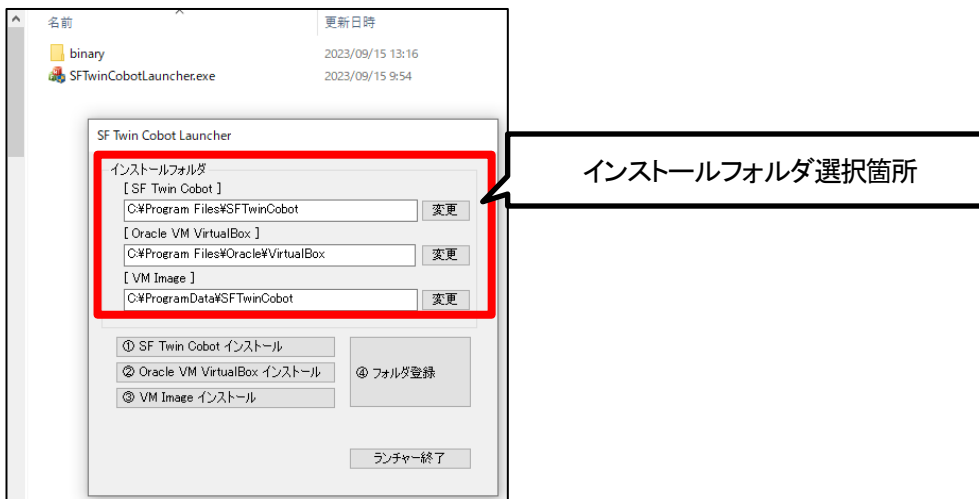 名前 更新日時
binary 2023/09/15 13:16
SFTwinCobotLauncher.exe 2023/09/15 9:54
SF Twin Cobot Launcher
インストールフォルダ
[ SF Twin Cobot ]
C:¥Program Files¥SFTwinCobot 変更
[ Oracle VM VirtualBox ]
C:¥Program Files¥Oracle¥VirtualBox 変更
[ VM Image ]
C:¥ProgramData¥SFTwinCobot 変更
① SF Twin Cobot インストール
② Oracle VM VirtualBox インストール
③ VM Image インストール
④ フォルダ登録
ランチャー終了
インストールフォルダ選択箇所